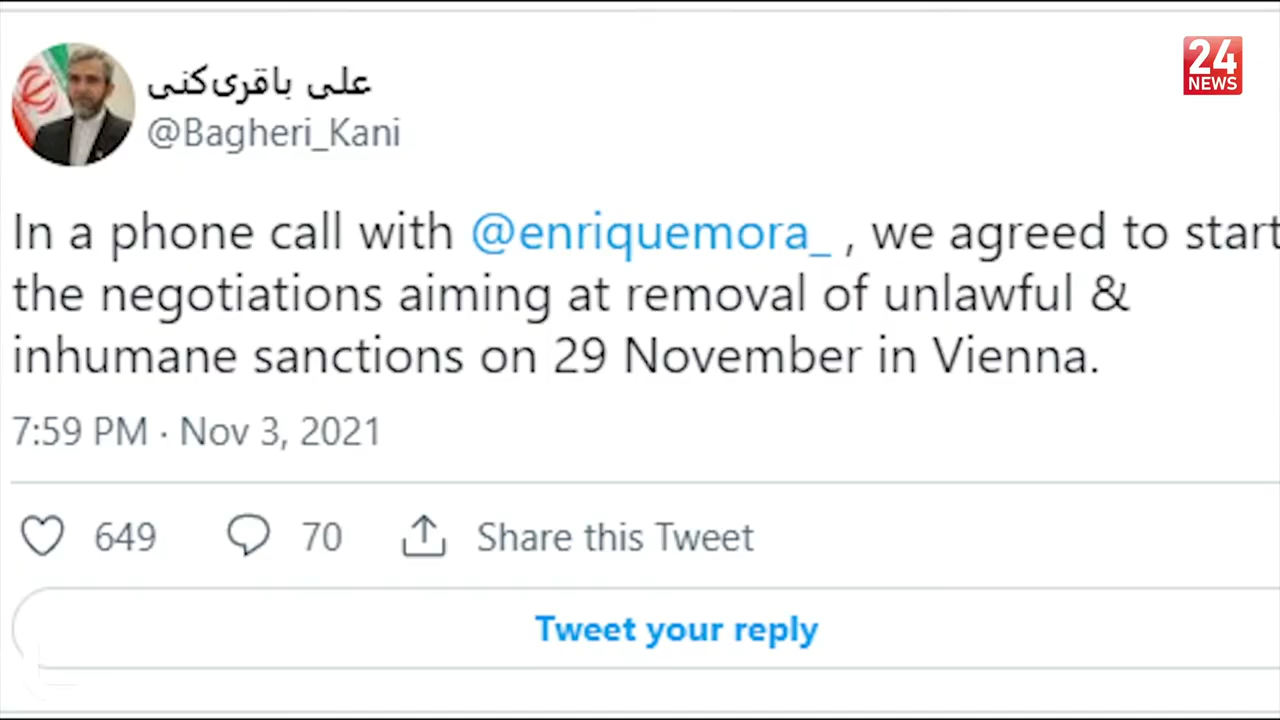 24
NEWS
علی باقری‌کنی
@Bagheri_Kani
In a phone call with @enriquemora_ , we agreed to start
the negotiations aiming at removal of unlawful &
inhumane sanctions on 29 November in Vienna.
7:59 PM · Nov 3, 2021
649 70 Share this Tweet
Tweet your reply